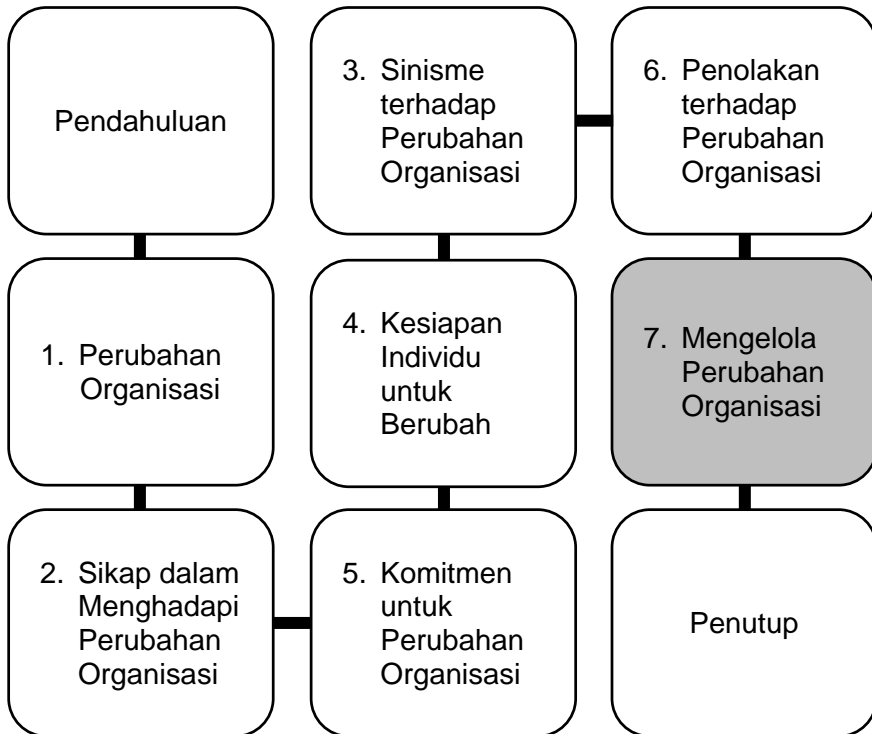 Pendahuluan
1. Perubahan
Organisasi
2. Sikap dalam
Menghadapi
Perubahan
Organisasi
3. Sinisme
terhadap
Perubahan
Organisasi
4. Kesiapan
Individu
untuk
Berubah
5. Komitmen
untuk
Perubahan
Organisasi
6. Penolakan
terhadap
Perubahan
Organisasi
7. Mengelola
Perubahan
Organisasi
Penutup